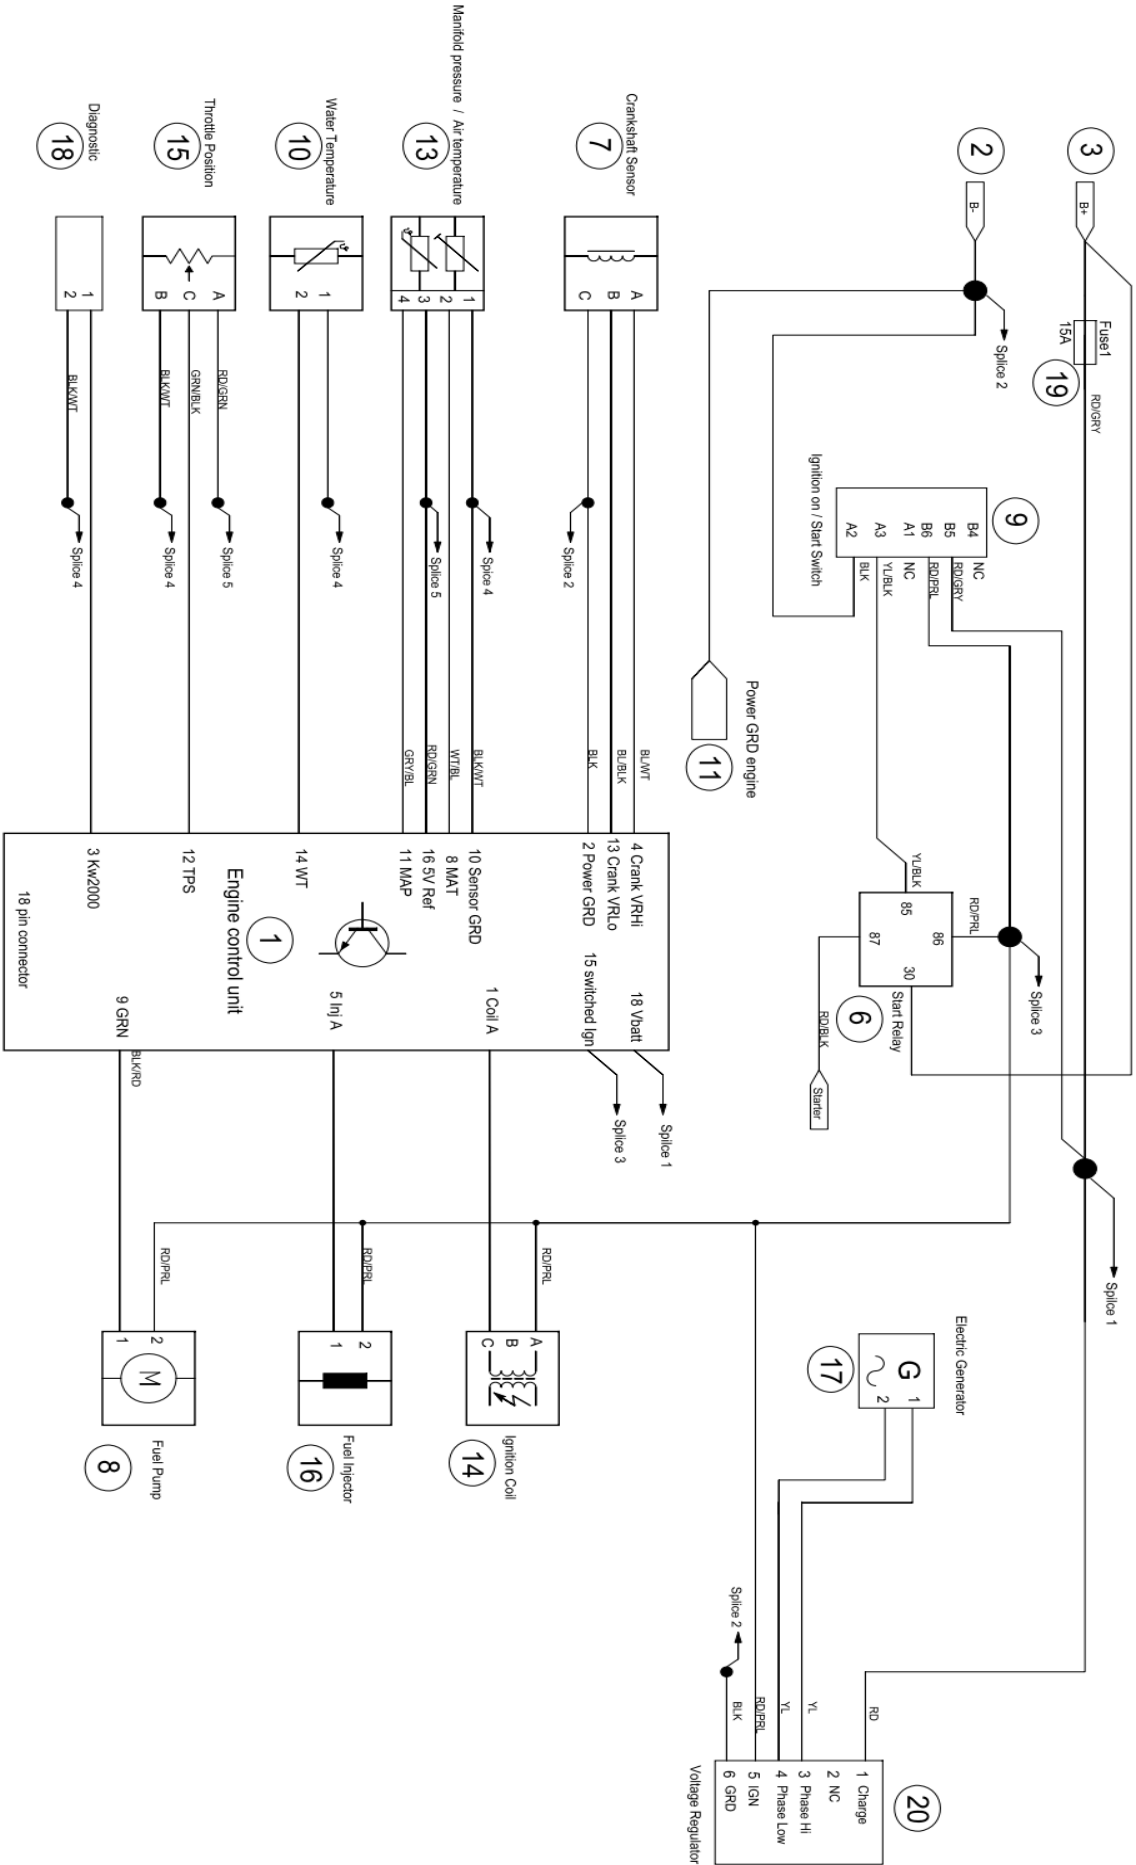 3
B+
Fuse1
15A
19
RD/GRY
Spilce 1
2
B-
Splice 2
9
B4
NC
B5
RD/GRY
B6
RD/PRL
A1
NC
A3
YL/BLK
A2
BLK
Ignition on / Start Switch
Power GRD engine
11
YL/BLK
RD/PRL
85
86
87
30
Start Relay
6
RD/BLK
Starter
Splice 3
Electric Generator
G
1
2
17
20
RD
YL
YL
RD/PRL
BLK
Splice 2
1 Charge
2 NC
3 Phase Hi
4 Phase Low
5 IGN
6 GRD
Voltage Regulator
Crankshaft Sensor
7
A
B
C
Splice 2
BL/WT
BL/BLK
BLK
Manifold pressure / Air temperature
13
1
2
3
4
Spice 4
Splice 5
BLK/WT
WT/BL
RD/GRN
GRY/BL
Water Temperature
10
1
2
Splice 4
Throttle Position
15
A
C
B
RD/GRN
GRN/BLK
BLK/WT
Splice 5
Splice 4
Diagnostic
18
1
2
BLK/WT
Splice 4
4 Crank VRHi
13 Crank VRLo
2 Power GRD
10 Sensor GRD
8 MAT
16 5V Ref
11 MAP
14 WT
12 TPS
3 Kw2000
Engine control unit
1
18 pin connector
18 Vbatt
15 switched Ign
1 Coil A
5 Inj A
9 GRN
Spilce 1
Splice 3
BLK/RD
RD/PRL
A
B
C
Ignition Coil
14
RD/PRL
2
1
Fuel Injector
16
RD/PRL
2
1
M
Fuel Pump
8